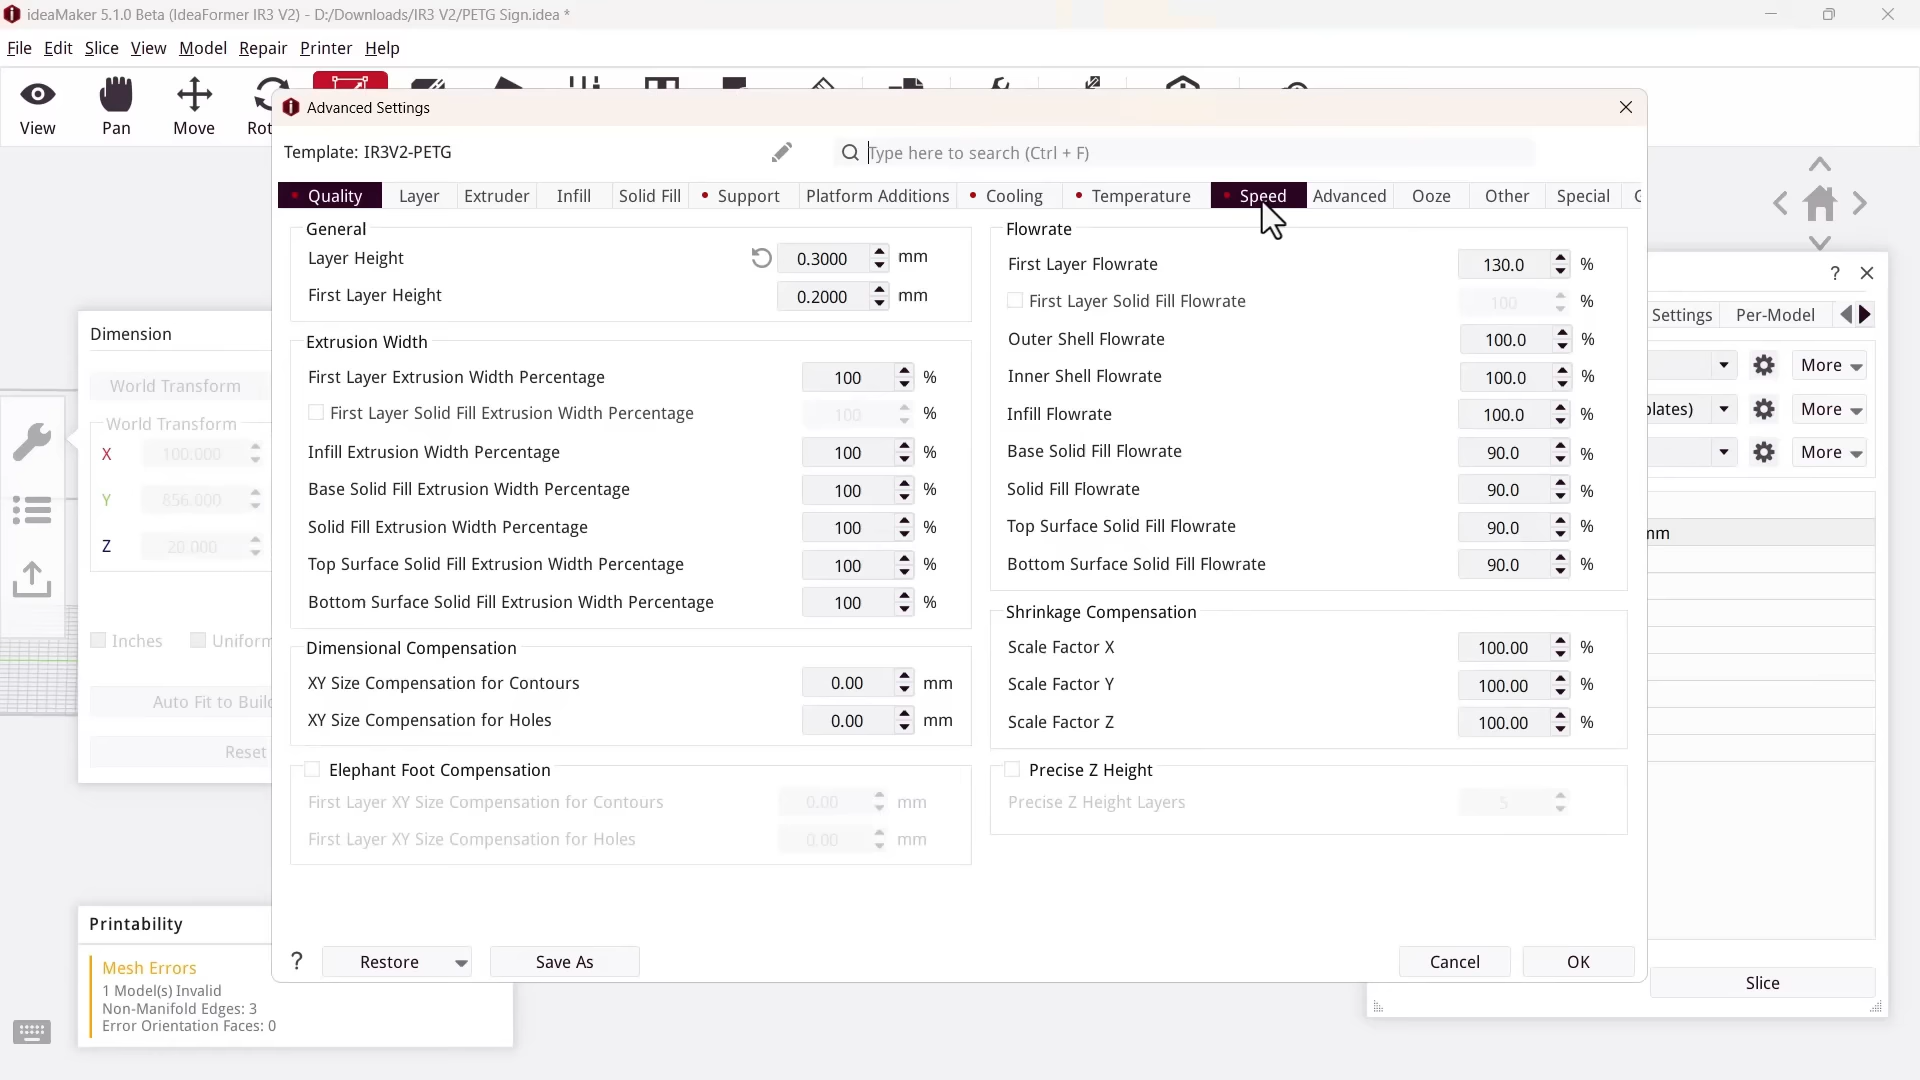 ideaMaker 5.1.0 Beta (IdeaFormer IR3 V2) - D:/Downloads/IR3 V2/PETG Sign.idea *
File Edit Slice View Model Repair Printer Help
View Pan Move Rot
Advanced Settings
Template: IR3V2-PETG
Type here to search (Ctrl + F)
Quality Layer Extruder Infill Solid Fill Support Platform Additions Cooling Temperature Speed Advanced Ooze Other Special
General
Layer Height 0.3000 mm
First Layer Height 0.2000 mm
Extrusion Width
First Layer Extrusion Width Percentage 100 %
First Layer Solid Fill Extrusion Width Percentage 100 %
Infill Extrusion Width Percentage 100 %
Base Solid Fill Extrusion Width Percentage 100 %
Solid Fill Extrusion Width Percentage 100 %
Top Surface Solid Fill Extrusion Width Percentage 100 %
Bottom Surface Solid Fill Extrusion Width Percentage 100 %
Dimensional Compensation
XY Size Compensation for Contours 0.00 mm
XY Size Compensation for Holes 0.00 mm
Elephant Foot Compensation
First Layer XY Size Compensation for Contours 0.00 mm
First Layer XY Size Compensation for Holes 0.00 mm
Flowrate
First Layer Flowrate 130.0 %
First Layer Solid Fill Flowrate 100 %
Outer Shell Flowrate 100.0 %
Inner Shell Flowrate 100.0 %
Infill Flowrate 100.0 %
Base Solid Fill Flowrate 90.0 %
Solid Fill Flowrate 90.0 %
Top Surface Solid Fill Flowrate 90.0 %
Bottom Surface Solid Fill Flowrate 90.0 %
Shrinkage Compensation
Scale Factor X 100.00 %
Scale Factor Y 100.00 %
Scale Factor Z 100.00 %
Precise Z Height
Precise Z Height Layers 5
? Restore Save As Cancel OK
Dimension
World Transform
World Transform
X 100.000
Y 856.000
Z 20.000
Inches Uniform
Auto Fit to Build
Reset
Printability
Mesh Errors
1 Model(s) Invalid
Non-Manifold Edges: 3
Error Orientation Faces: 0
?
Settings Per-Model
More
plates) More
More
mm
Slice